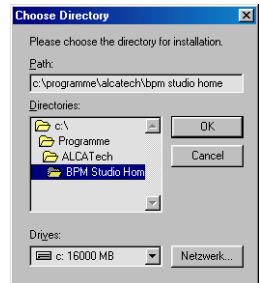 Choose Directory
Please choose the directory for installation.
Path:
c:\programme\alcatech\bpm studio home
Directories:
c:\
Programme
ALCATech
BPM Studio Hom
OK
Cancel
Drives:
c: 16000 MB
Netzwerk...